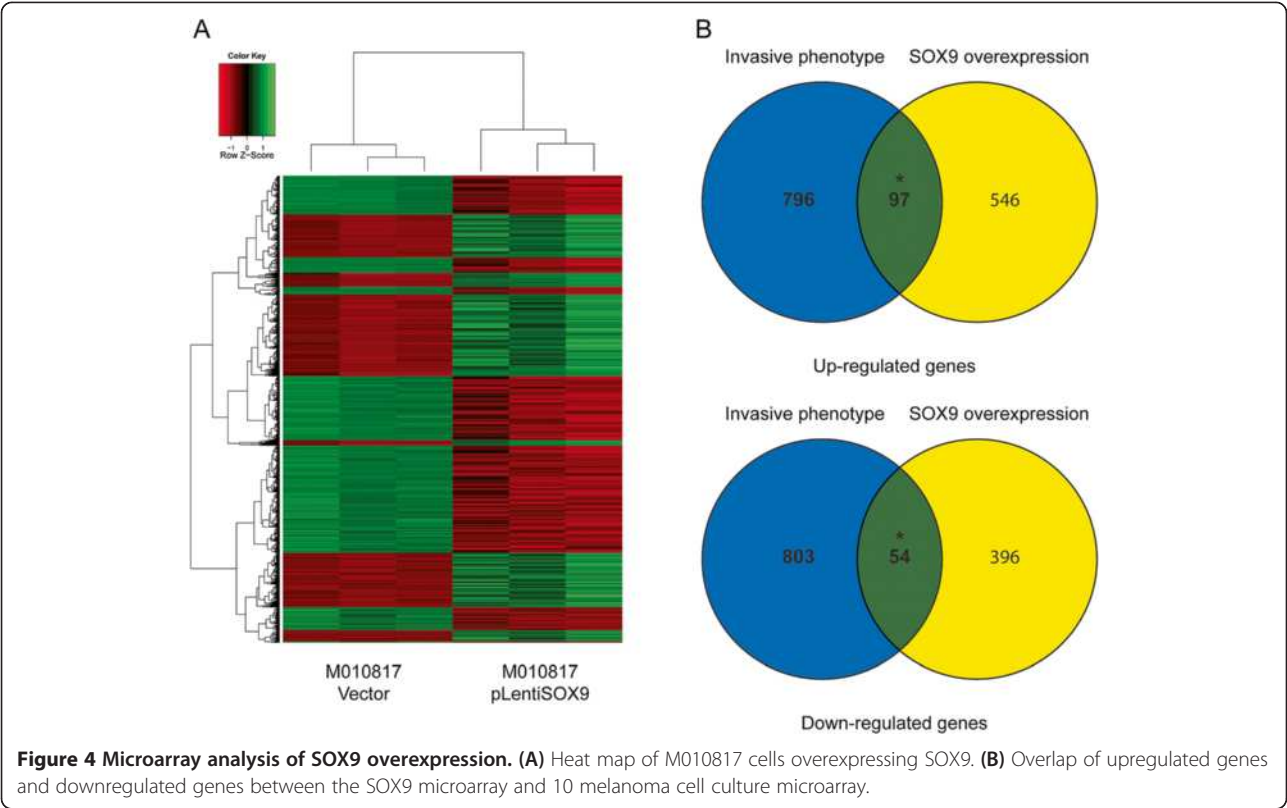 A
Color Key
-1 0 1
Row Z-Score
M010817
Vector
M010817
pLentiSOX9
B
Invasive phenotype SOX9 overexpression
796
*
97
546
Up-regulated genes
Invasive phenotype SOX9 overexpression
803
*
54
396
Down-regulated genes
Figure 4 Microarray analysis of SOX9 overexpression. (A) Heat map of M010817 cells overexpressing SOX9. (B) Overlap of upregulated genes
and downregulated genes between the SOX9 microarray and 10 melanoma cell culture microarray.